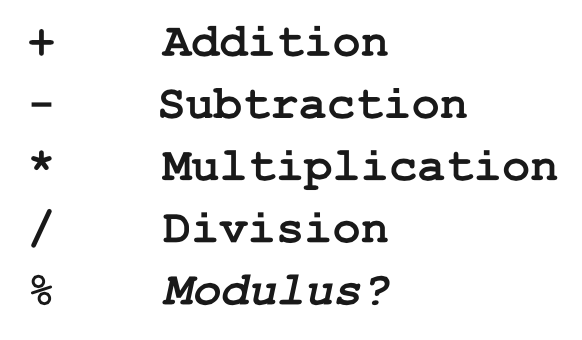 + Addition
- Subtraction
* Multiplication
/ Division
% Modulus?